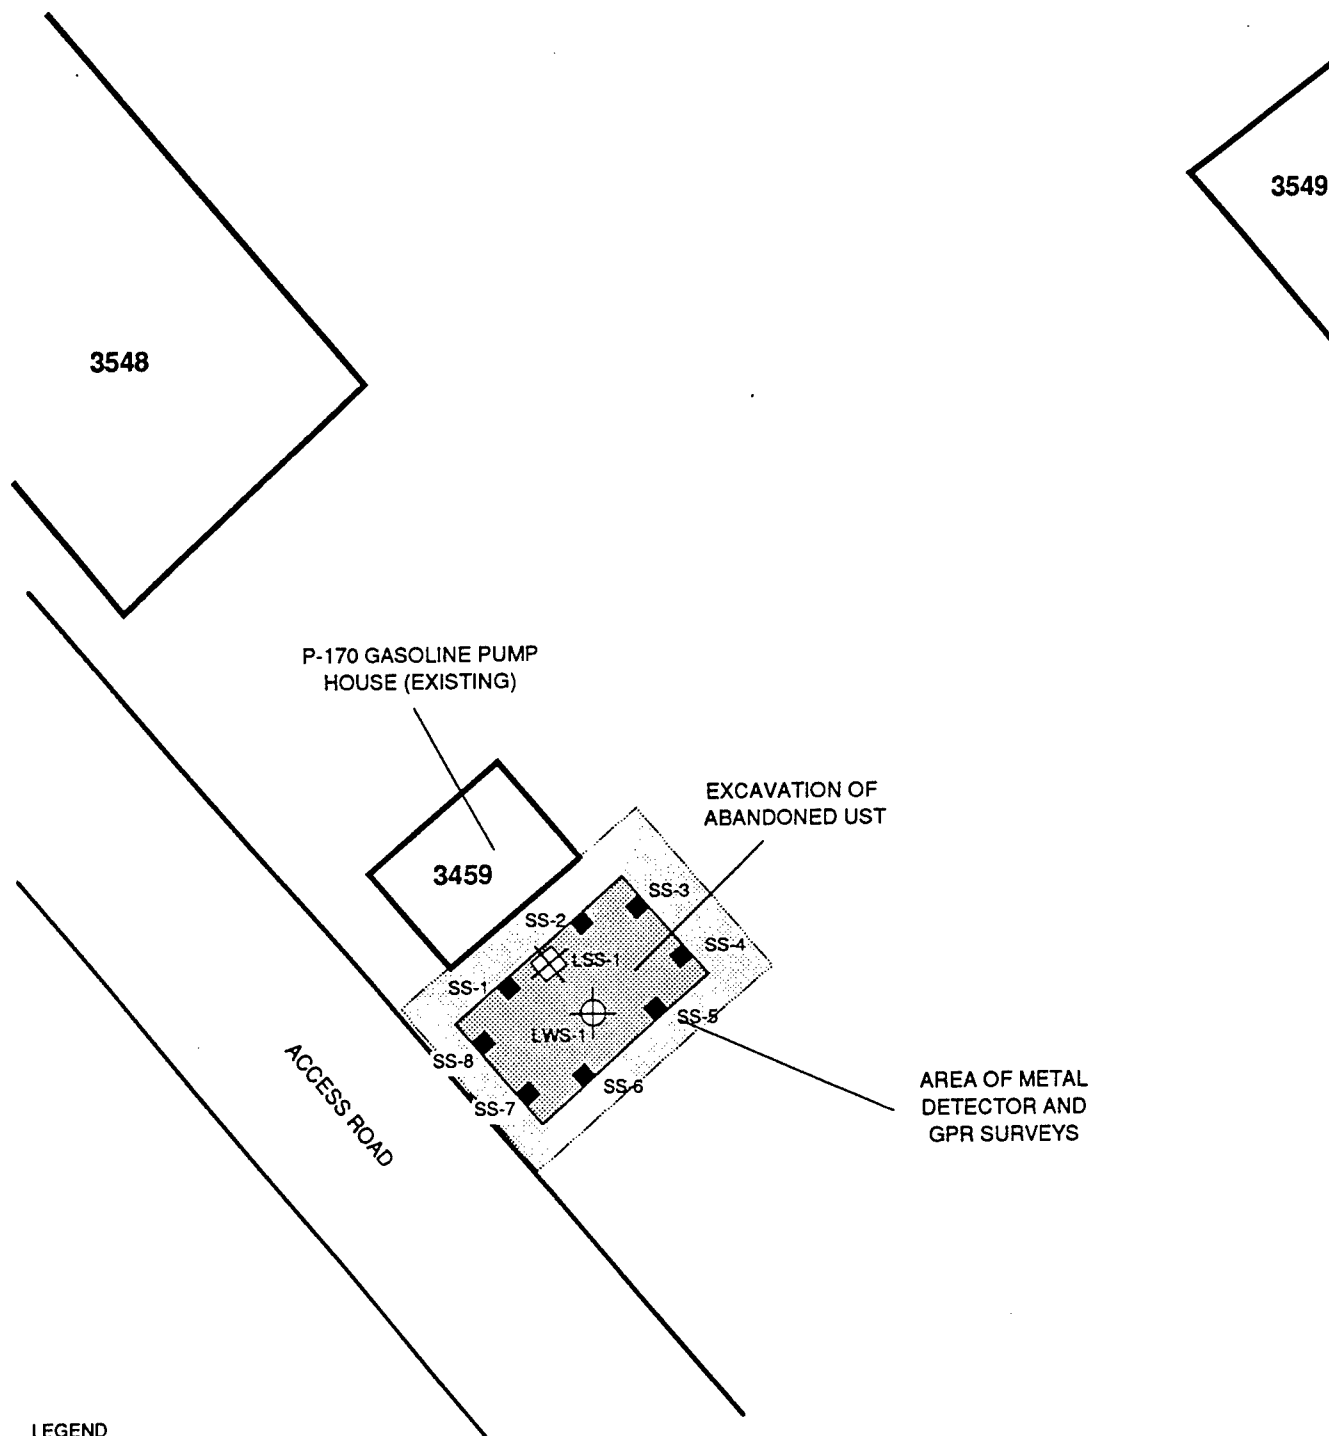 3549
3548
P-170 GASOLINE PUMP
HOUSE (EXISTING)
EXCAVATION OF
ABANDONED UST
3459
SS-3
SS-2
SS-4
LSS-1
SS-1
SS-5
LWS-1
SS-8
SS-6
SS-7
ACCESS ROAD
AREA OF METAL
DETECTOR AND
GPR SURVEYS
LEGEND